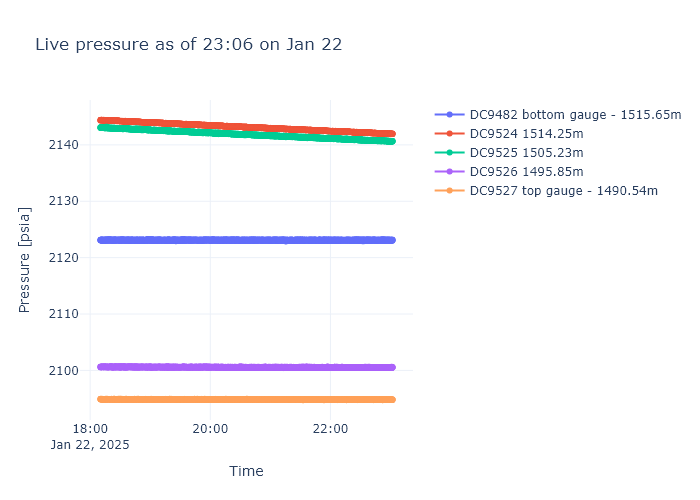 Live pressure as of 23:06 on Jan 22
DC9482 bottom gauge - 1515.65m
DC9524 1514.25m
DC9525 1505.23m
DC9526 1495.85m
DC9527 top gauge - 1490.54m
Pressure [psia]
2140
2130
2120
2110
2100
18:00
20:00
22:00
Jan 22, 2025
Time